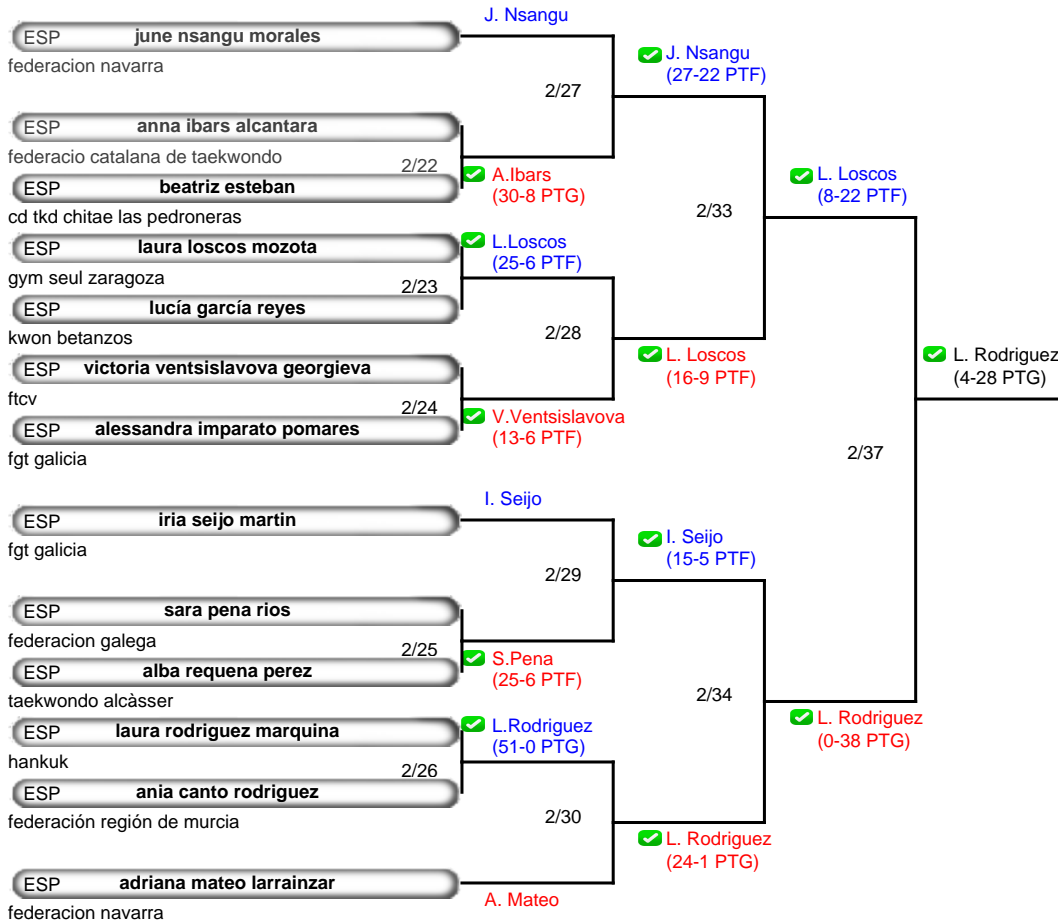 J. Nsangu
ESP june nsangu morales
federacion navarra
J. Nsangu
(27-22 PTF)
2/27
ESP anna ibars alcantara
federacio catalana de taekwondo
2/22
A.Ibars
(30-8 PTG)
ESP beatriz esteban
cd tkd chitae las pedroneras
L. Loscos
(8-22 PTF)
2/33
ESP laura loscos mozota
gym seul zaragoza
L.Loscos
(25-6 PTF)
2/23
ESP lucía garcía reyes
kwon betanzos
2/28
ESP victoria ventsislavova georgieva
ftcv
L. Loscos
(16-9 PTF)
L. Rodriguez
(4-28 PTG)
2/24
V.Ventsislavova
(13-6 PTF)
ESP alessandra imparato pomares
fgt galicia
2/37
I. Seijo
ESP iria seijo martin
fgt galicia
I. Seijo
(15-5 PTF)
2/29
ESP sara pena rios
federacion galega
2/25
S.Pena
(25-6 PTF)
ESP alba requena perez
taekwondo alcàsser
2/34
L. Rodriguez
(0-38 PTG)
ESP laura rodriguez marquina
hankuk
L.Rodriguez
(51-0 PTG)
2/26
ESP ania canto rodriguez
federación región de murcia
2/30
L. Rodriguez
(24-1 PTG)
ESP adriana mateo larrainzar
federacion navarra
A. Mateo